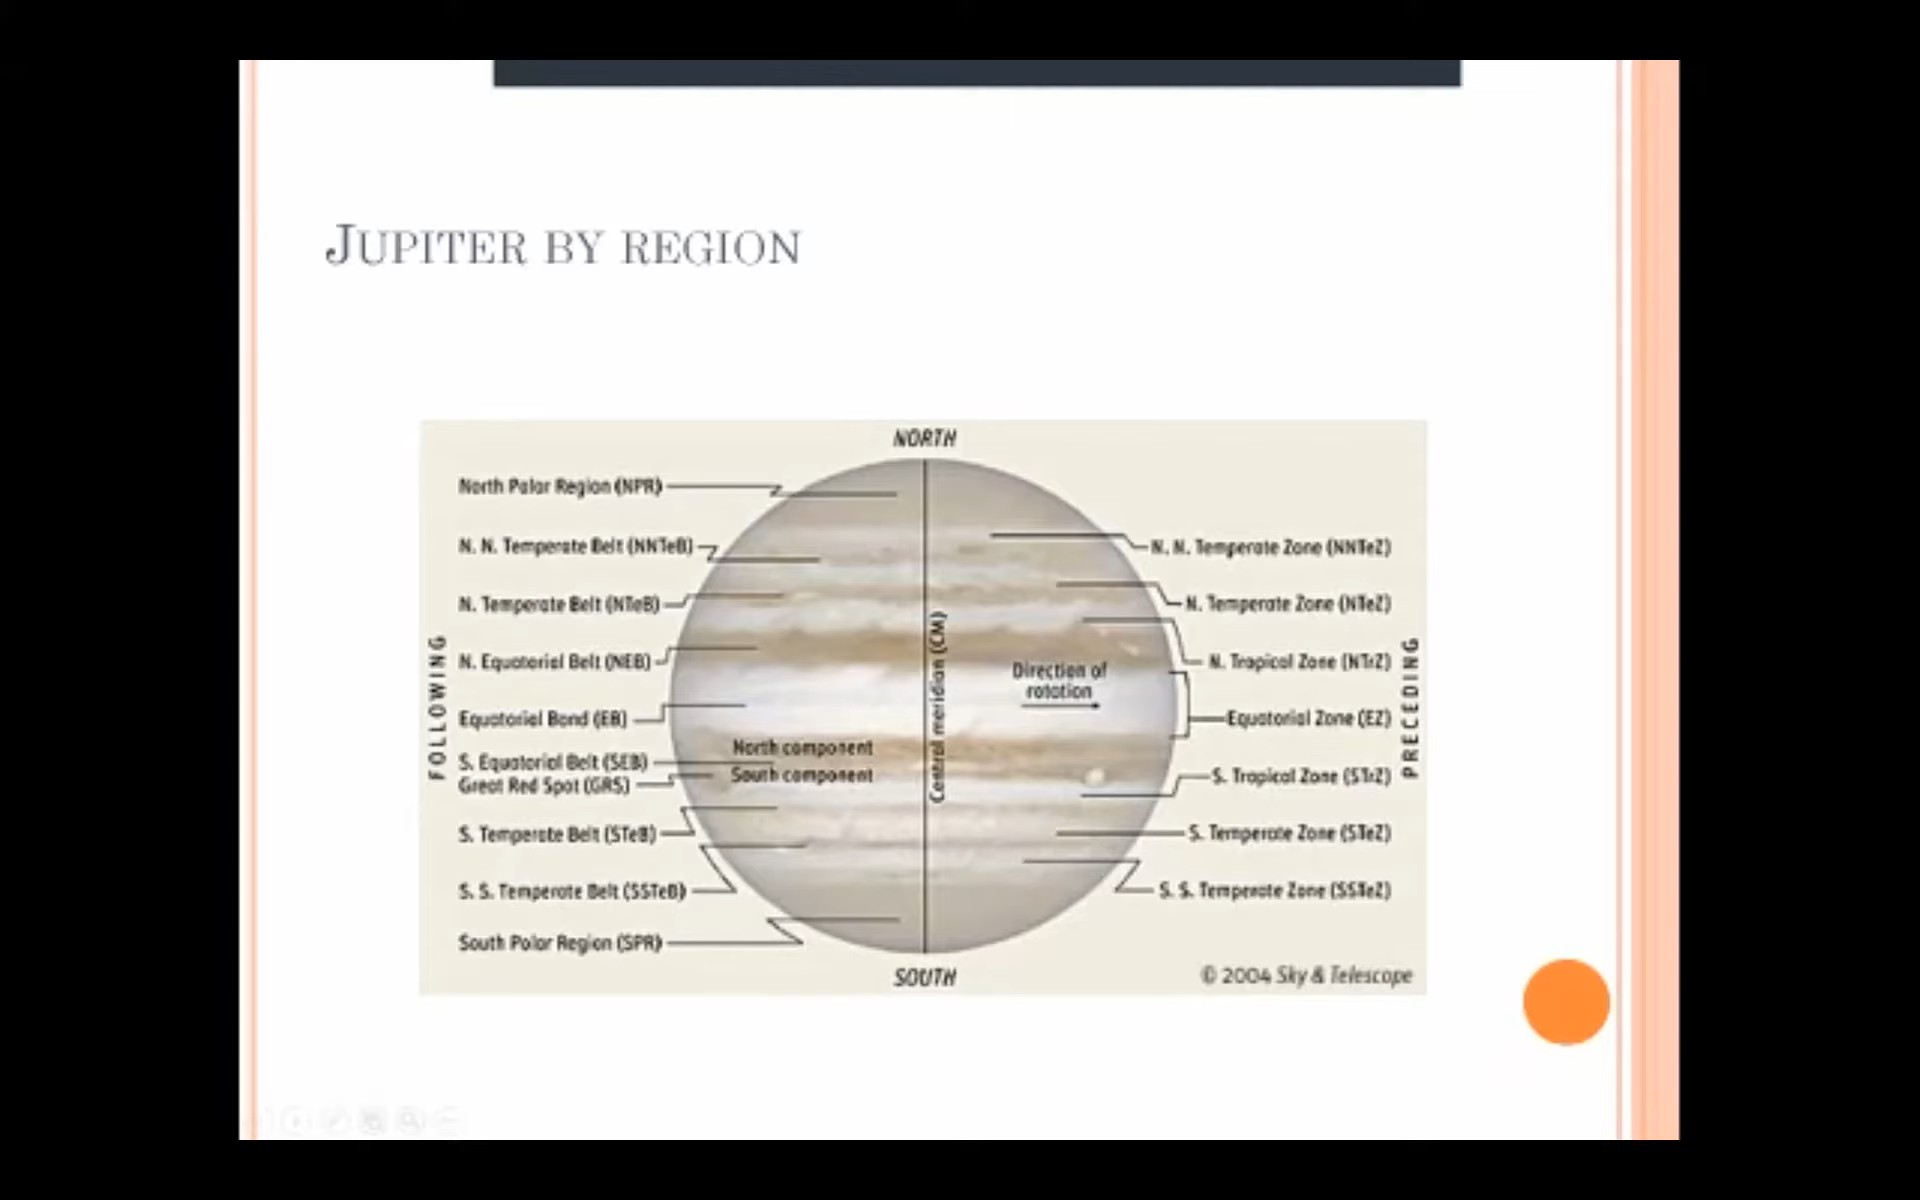 JUPITER BY REGION
NORTH
North Polar Region (NPR)
N. N. Temperate Belt (NNTeB)
N. Temperate Belt (NTeB)
N. Equatorial Belt (NEB)
Equatorial Band (EB)
S. Equatorial Belt (SEB)
Great Red Spot (GRS)
S. Temperate Belt (STeB)
S. S. Temperate Belt (SSTeB)
South Polar Region (SPR)
FOLLOWING
North component
South component
Central meridian (CM)
Direction of
rotation
N. N. Temperate Zone (NNTeZ)
N. Temperate Zone (NTeZ)
N. Tropical Zone (NTrZ)
Equatorial Zone (EZ)
S. Tropical Zone (STrZ)
S. Temperate Zone (STeZ)
S. S. Temperate Zone (SSTeZ)
PRECEDING
SOUTH
© 2004 Sky & Telescope